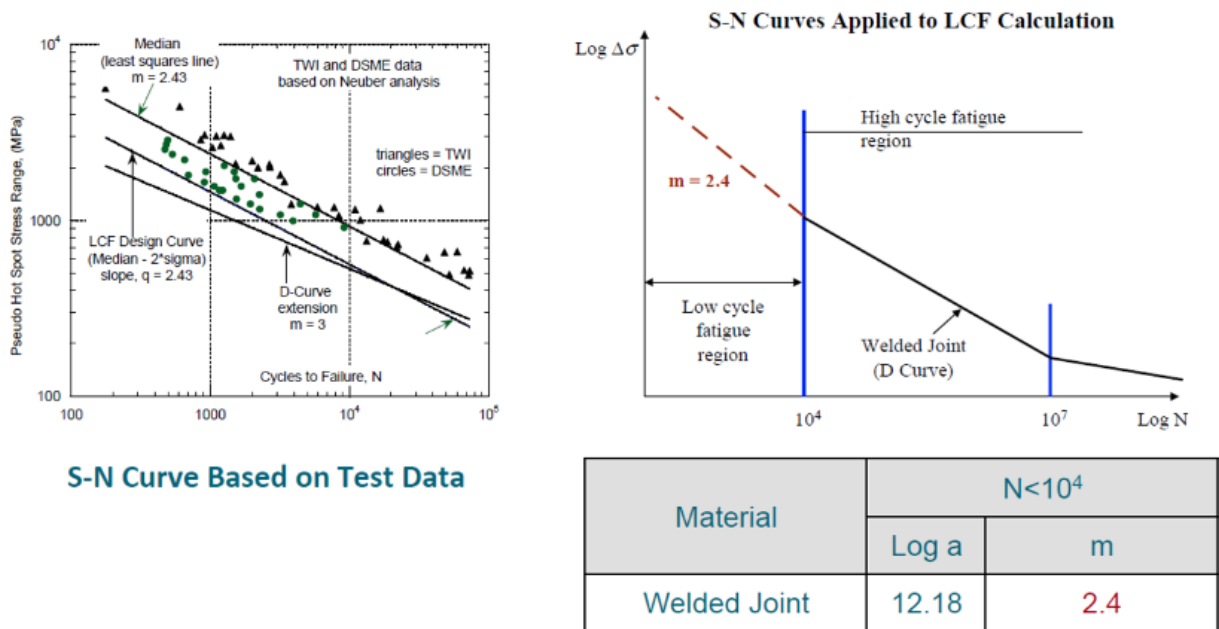 10⁴
Median
(least squares line)
m = 2.43
TWI and DSME data
based on Neuber analysis
triangles = TWI
circles = DSME
1000
LCF Design Curve
(Median - 2*sigma)
slope, q = 2.43
D-Curve
extension
m = 3
Cycles to Failure, N
100
100
1000
10⁴
10⁵
Pseudo Hot Spot Stress Range, (MPa)
S-N Curve Based on Test Data
S-N Curves Applied to LCF Calculation
Log Δσ
High cycle fatigue
region
m = 2.4
Low cycle
fatigue
region
Welded Joint
(D Curve)
10⁴
10⁷
Log N
Material
N<10⁴
Log a
m
Welded Joint
12.18
2.4